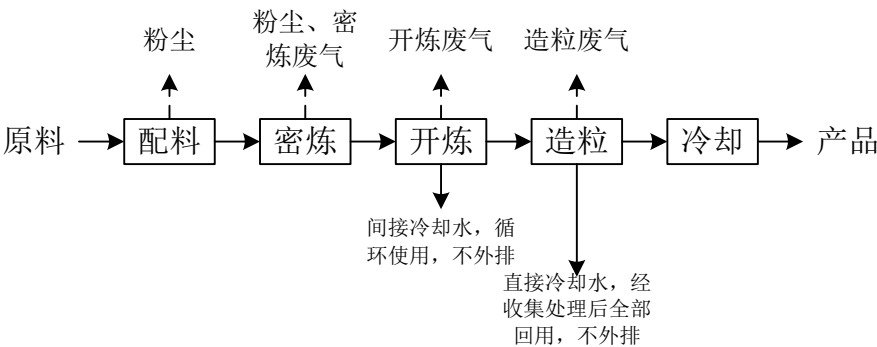 粉尘
粉尘、密
炼废气
开炼废气
造粒废气
原料
配料
密炼
开炼
造粒
冷却
产品
间接冷却水，循
环使用，不外排
直接冷却水，经
收集处理后全部
回用，不外排